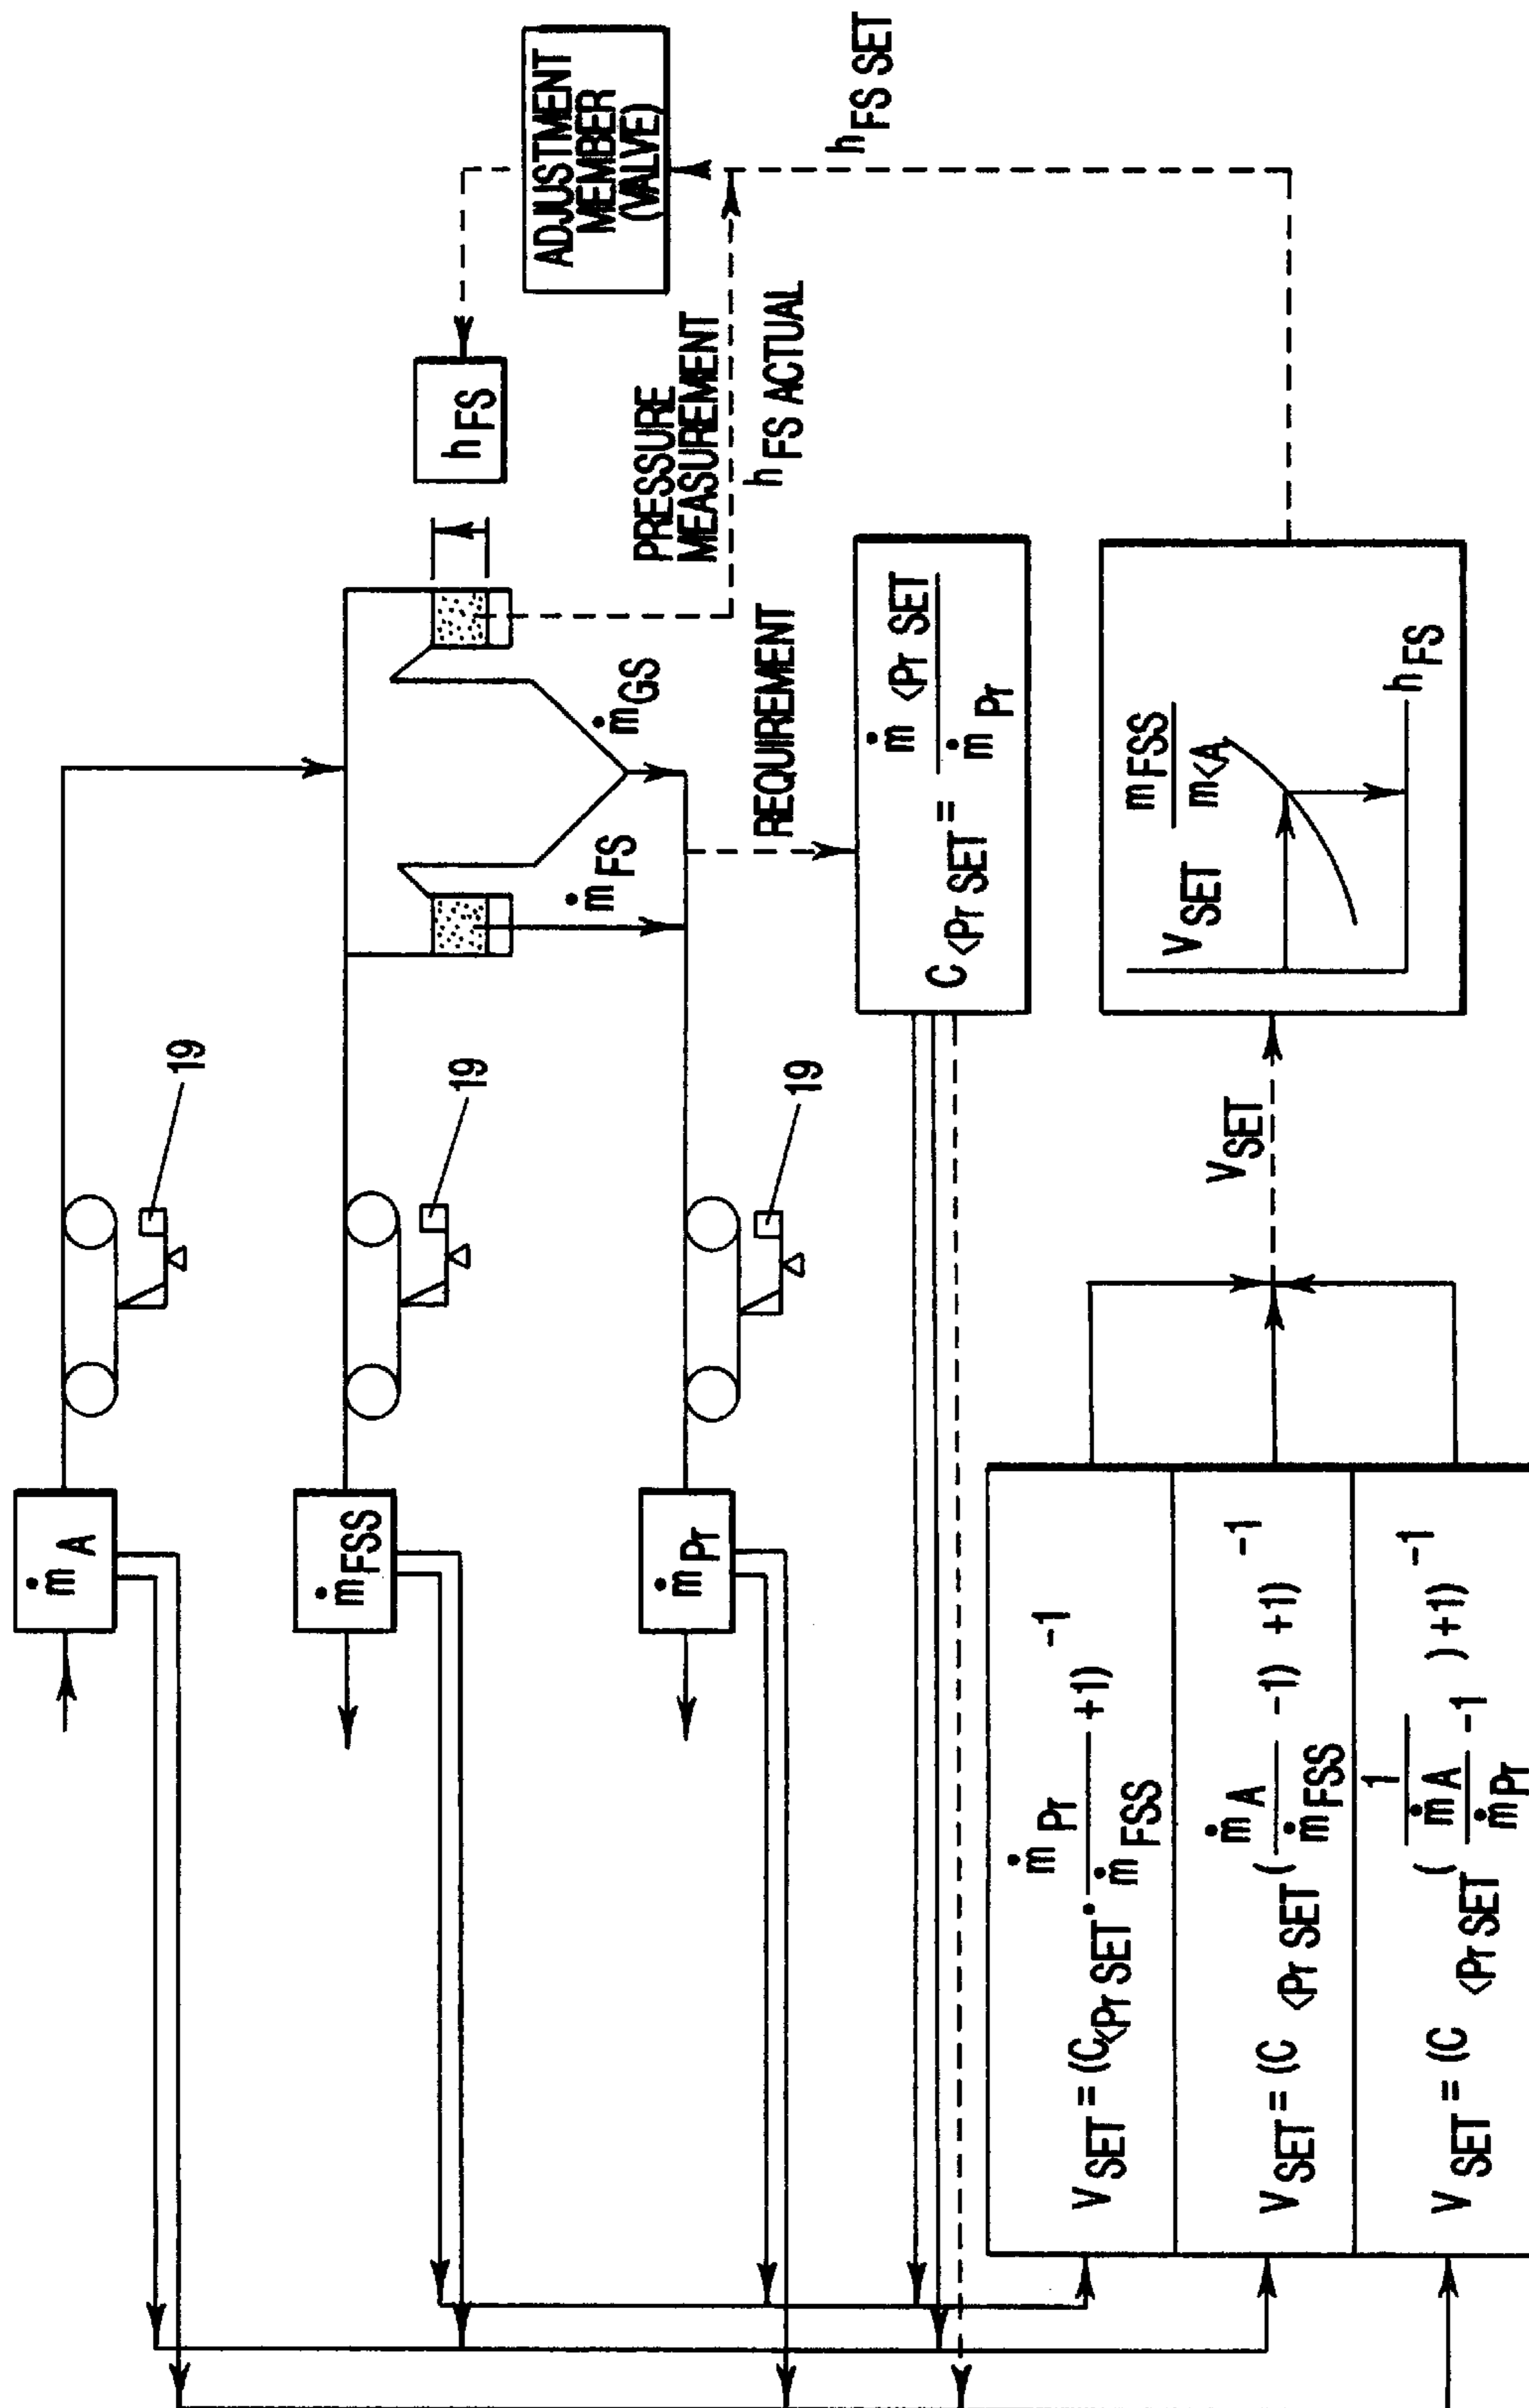 ṁ A
ṁ FSS
ṁ Pr
19
19
19
ṁ FS
ṁ GS
h FS
ADJUSTMENT
MEMBER
(VALVE)
PRESSURE
MEASUREMENT
h FS ACTUAL
h FS SET
REQUIREMENT
C <Pr SET = ṁ <Pr SET / ṁ Pr
V SET = (C <Pr SET · ṁ Pr / ṁ FSS +1) -1
V SET = (C <Pr SET ( ṁ A / ṁ FSS -1) +1) -1
V SET = (C <Pr SET ( 1 / ṁ A / ṁ Pr -1 ) +1) -1
V SET
V SET
m FSS / m <A
h FS